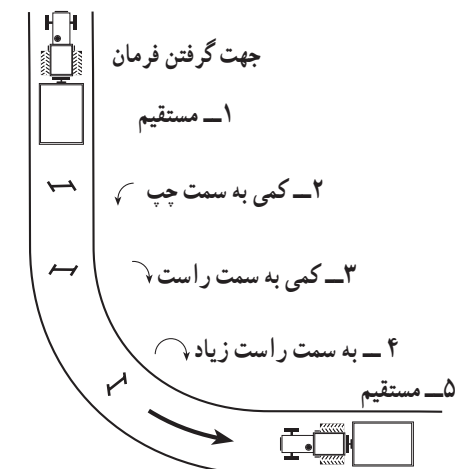 جهت گرفتن فرمان
۱ــ مستقیم
۲ــ کمی به سمت چپ
۳ــ کمی به سمت راست
۴ ــ به سمت راست زیاد
۵ــ مستقیم